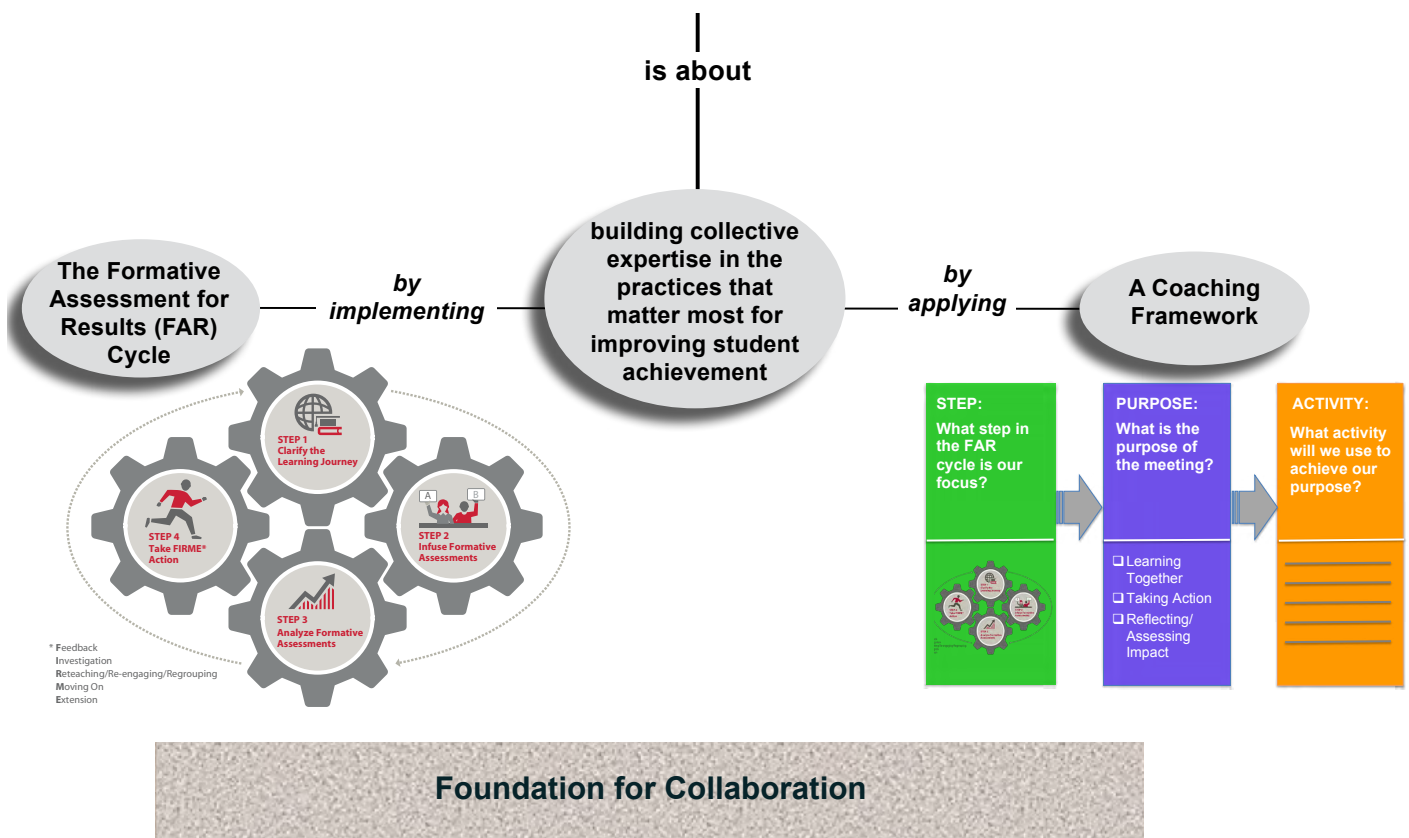 is about
building collective
expertise in the
practices that
matter most for
improving student
achievement
The Formative
Assessment for
Results (FAR)
Cycle
by
implementing
by
applying
A Coaching
Framework
STEP 1
Clarify the
Learning Journey
A
B
STEP 2
Infuse Formative
Assessments
STEP 3
Analyze Formative
Assessments
STEP 4
Take FIRME*
Action
* Feedback
Investigation
Reteaching/Re-engaging/Regrouping
Moving On
Extension
STEP:
What step in
the FAR
cycle is our
focus?
PURPOSE:
What is the
purpose of
the meeting?
❑ Learning
Together
❑ Taking Action
❑ Reflecting/
Assessing
Impact
ACTIVITY:
What activity
will we use to
achieve our
purpose?
Foundation for Collaboration